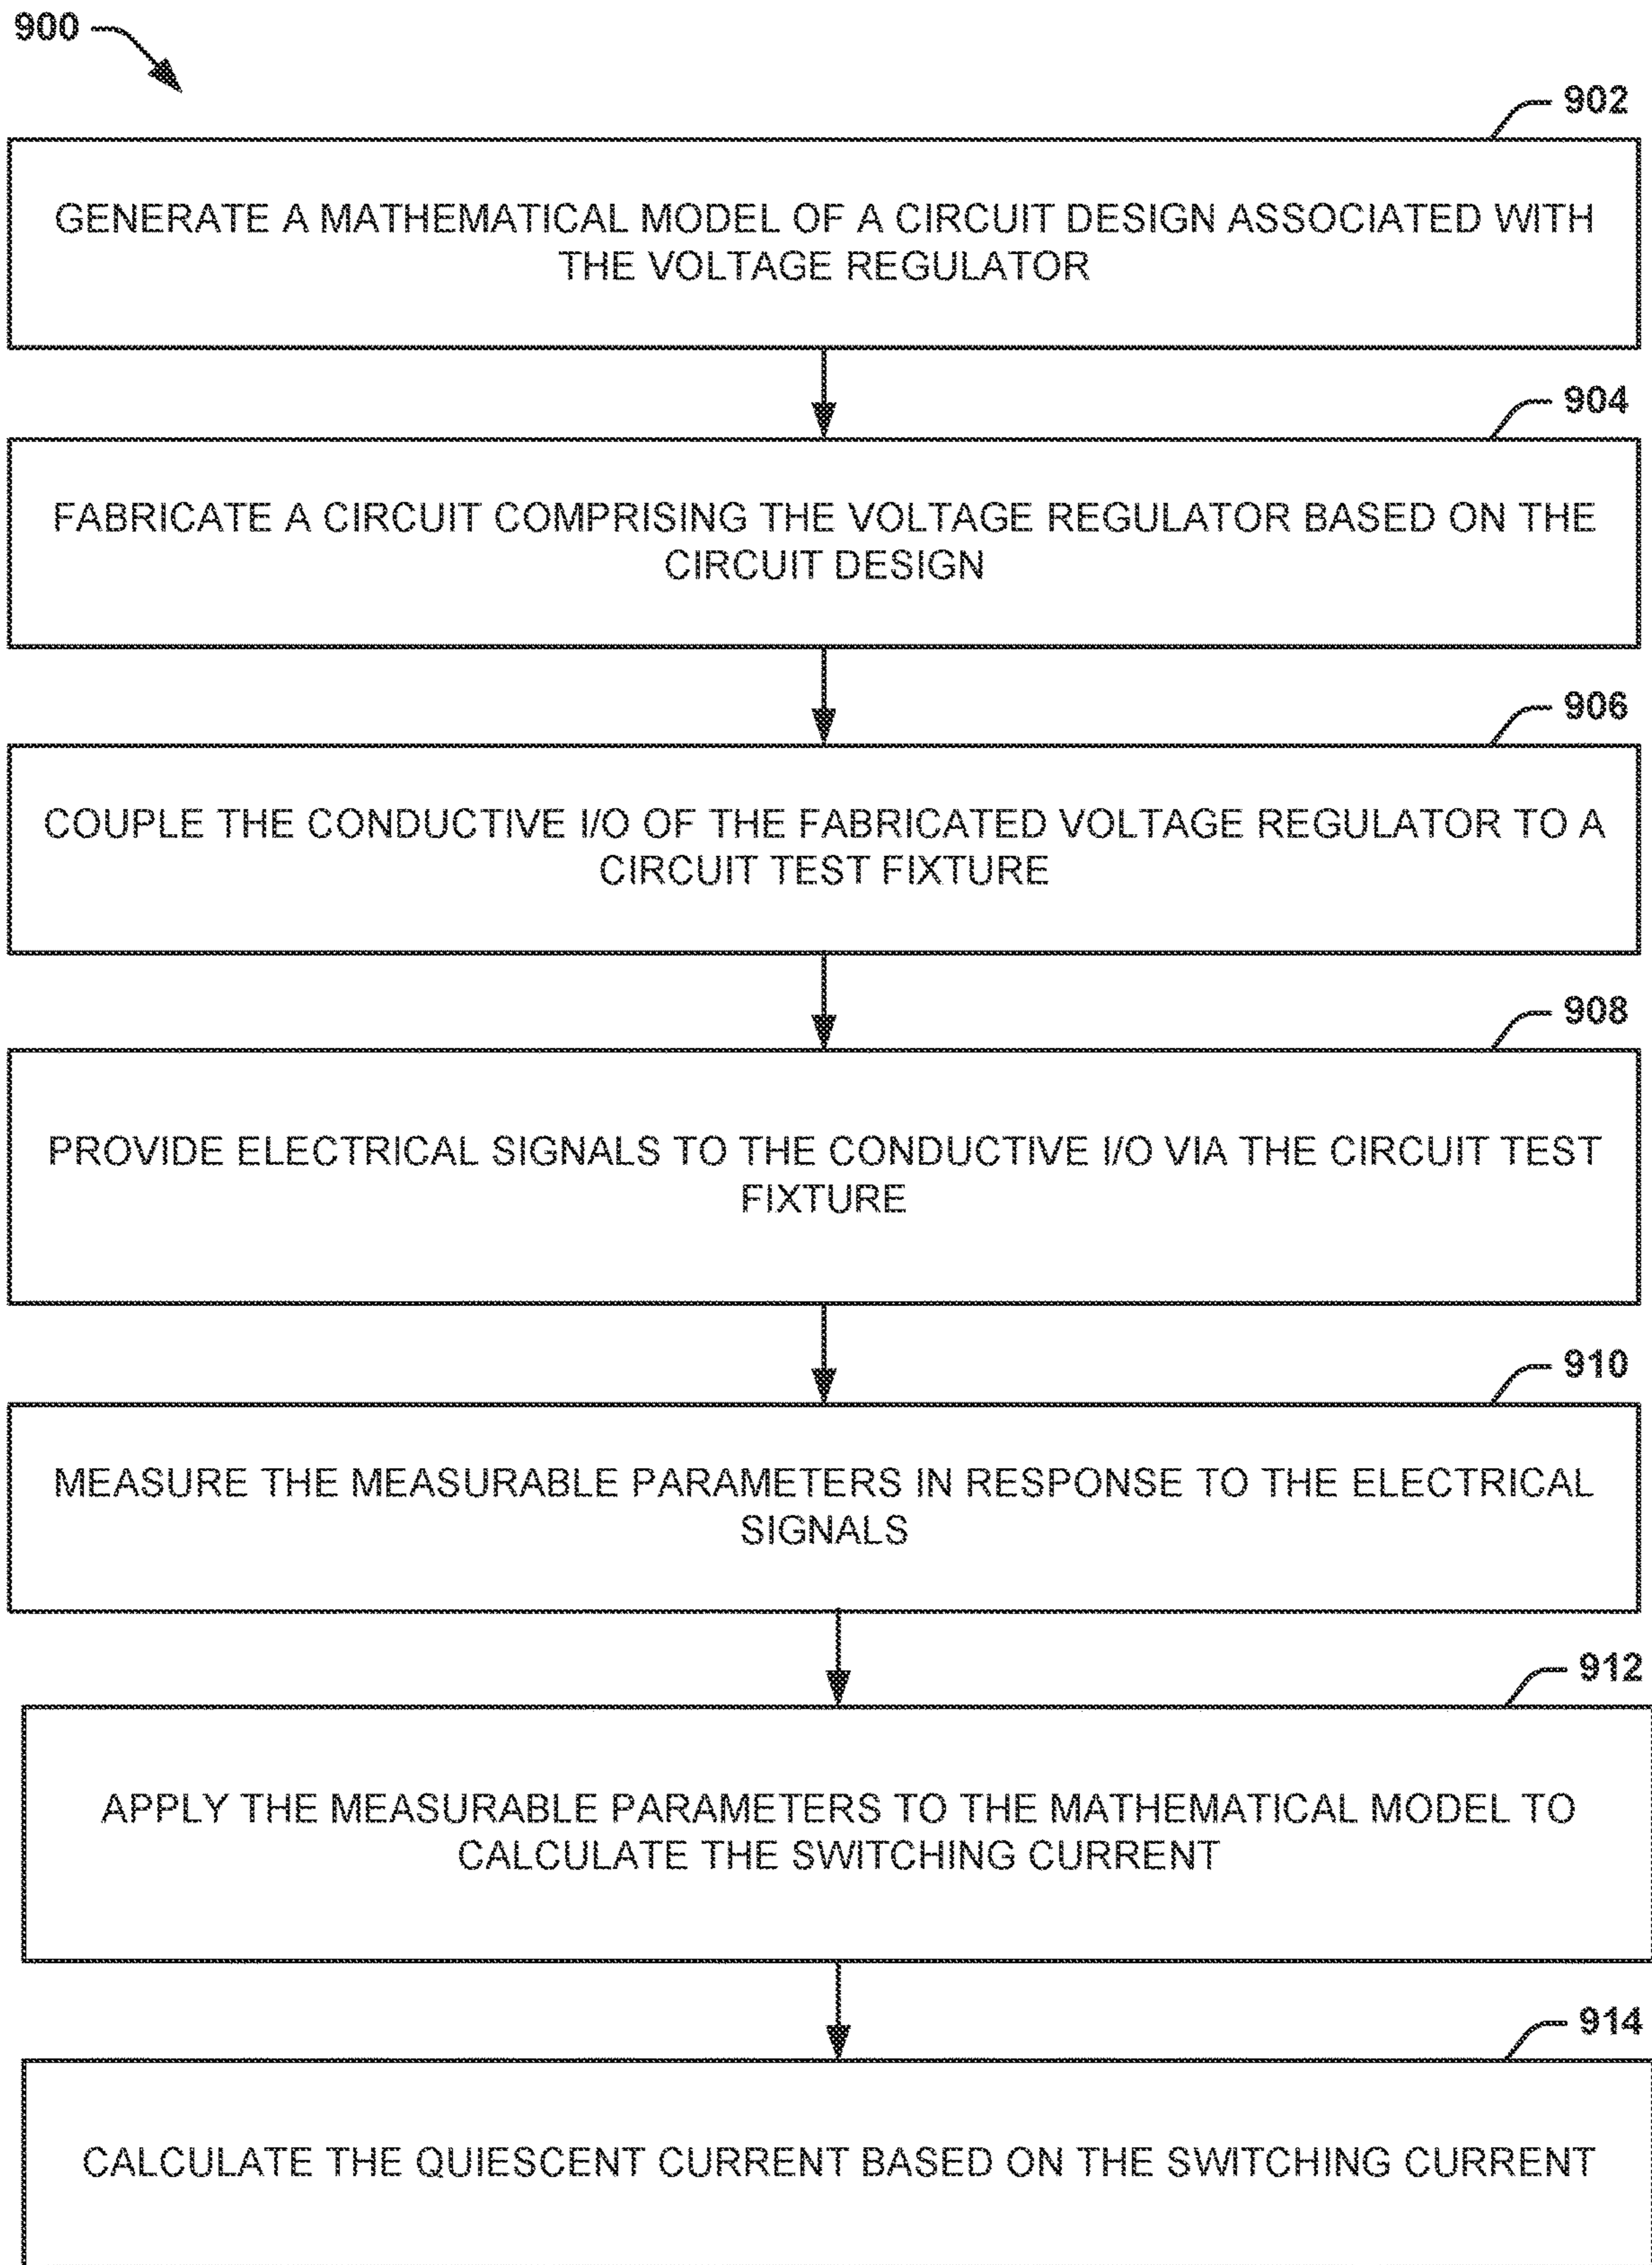 900
902
GENERATE A MATHEMATICAL MODEL OF A CIRCUIT DESIGN ASSOCIATED WITH
THE VOLTAGE REGULATOR
904
FABRICATE A CIRCUIT COMPRISING THE VOLTAGE REGULATOR BASED ON THE
CIRCUIT DESIGN
906
COUPLE THE CONDUCTIVE I/O OF THE FABRICATED VOLTAGE REGULATOR TO A
CIRCUIT TEST FIXTURE
908
PROVIDE ELECTRICAL SIGNALS TO THE CONDUCTIVE I/O VIA THE CIRCUIT TEST
FIXTURE
910
MEASURE THE MEASURABLE PARAMETERS IN RESPONSE TO THE ELECTRICAL
SIGNALS
912
APPLY THE MEASURABLE PARAMETERS TO THE MATHEMATICAL MODEL TO
CALCULATE THE SWITCHING CURRENT
914
CALCULATE THE QUIESCENT CURRENT BASED ON THE SWITCHING CURRENT